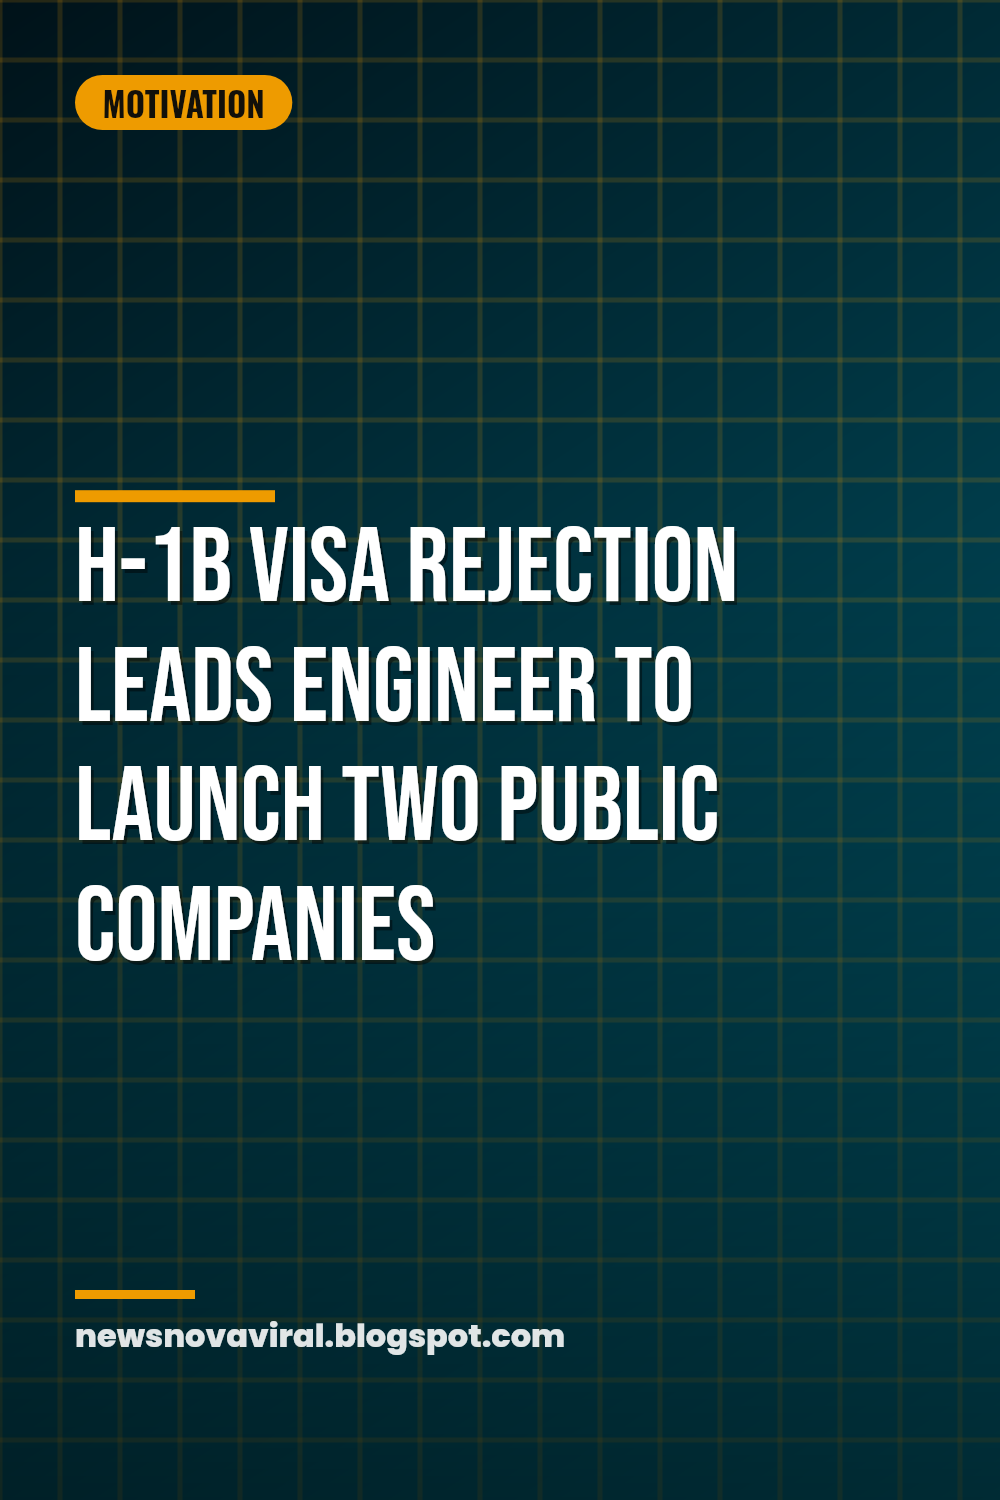 MOTIVATION
H-1B VISA REJECTION
LEADS ENGINEER TO
LAUNCH TWO PUBLIC
COMPANIES
newsnovaviral.blogspot.com